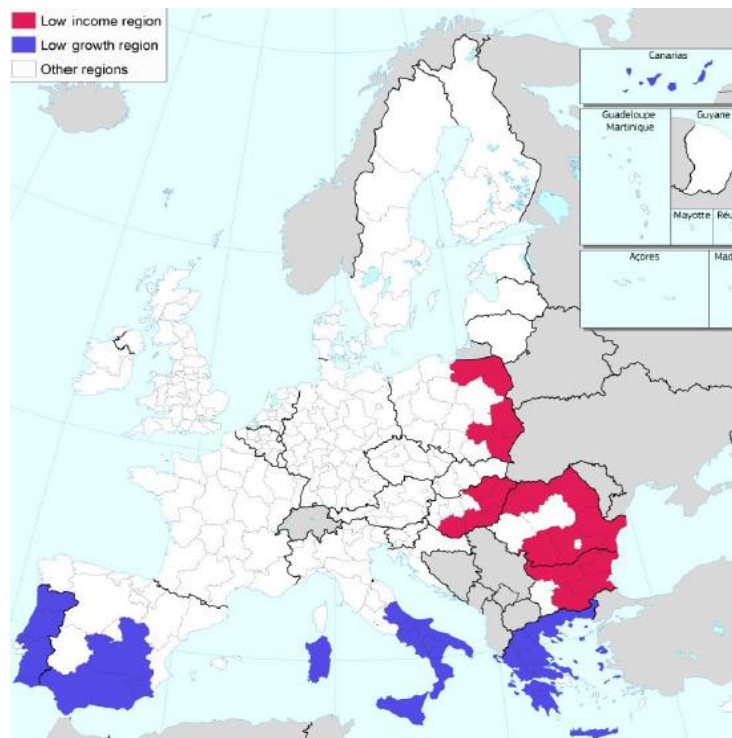 Low income region
Low growth region
Other regions
Canarias
Guadeloupe
Martinique
Guyane
Mayotte
Açores